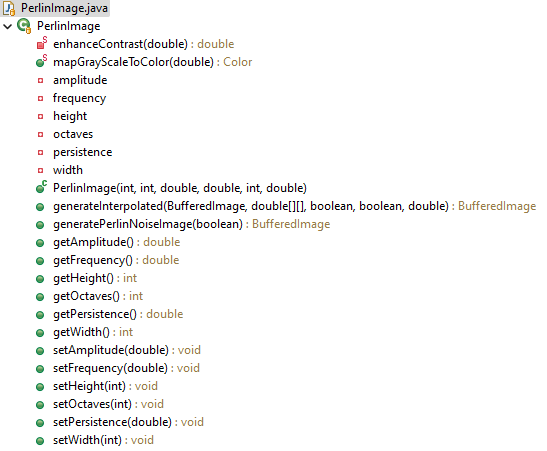 PerlinImage.java
PerlinImage
enhanceContrast(double) : double
mapGrayScaleToColor(double) : Color
amplitude
frequency
height
octaves
persistence
width
PerlinImage(int, int, double, double, int, double)
generateInterpolated(BufferedImage, double[][], boolean, boolean, double) : BufferedImage
generatePerlinNoiseImage(boolean) : BufferedImage
getAmplitude() : double
getFrequency() : double
getHeight() : int
getOctaves() : int
getPersistence() : double
getWidth() : int
setAmplitude(double) : void
setFrequency(double) : void
setHeight(int) : void
setOctaves(int) : void
setPersistence(double) : void
setWidth(int) : void